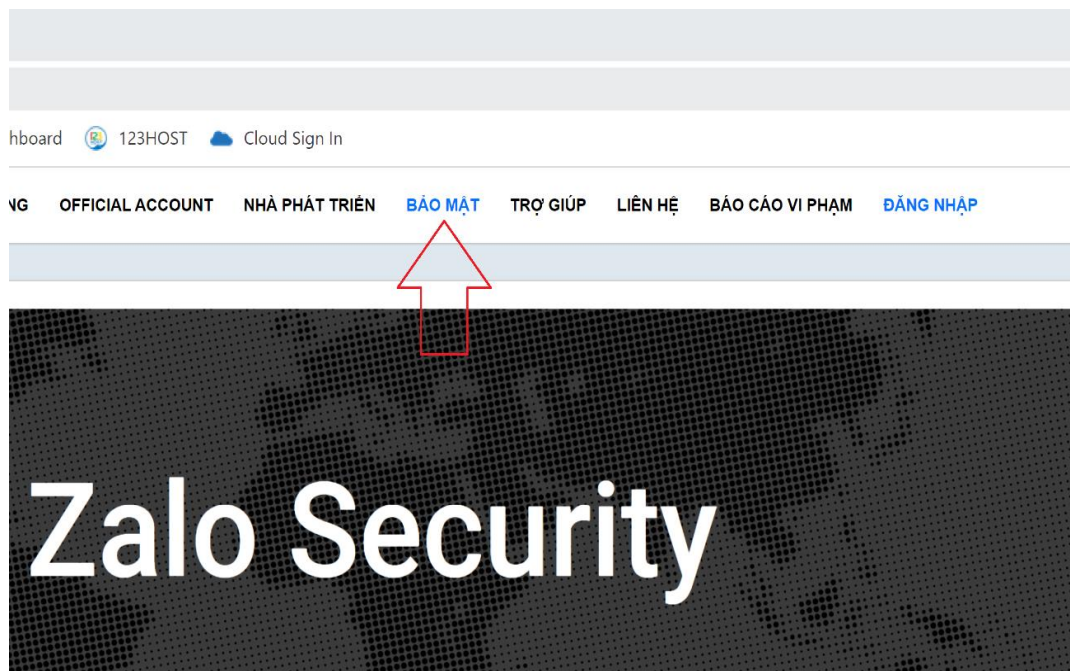 hboard 123HOST Cloud Sign In
NG OFFICIAL ACCOUNT NHÀ PHÁT TRIỂN BẢO MẬT TRỢ GIÚP LIÊN HỆ BÁO CÁO VI PHẠM ĐĂNG NHẬP
Zalo Security